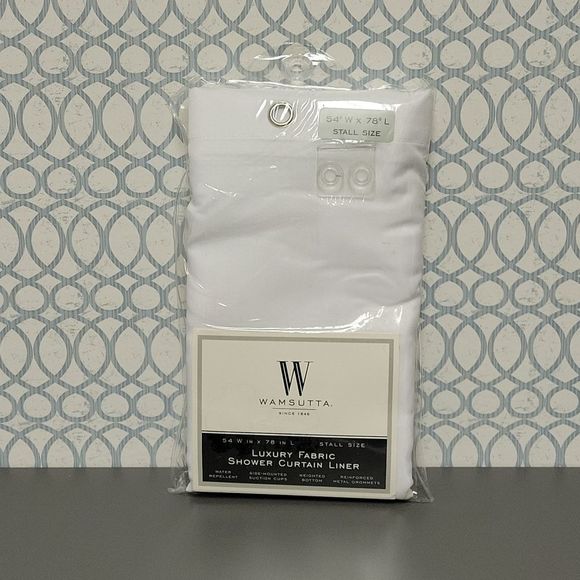 54" W x 78" L
STALL SIZE
W
WAMSUTTA®
SINCE 1846
54 W IN X 78 IN L STALL SIZE
LUXURY FABRIC
SHOWER CURTAIN LINER
WATER SIDE-MOUNTED WEIGHTED REINFORCED
REPELLENT SUCTION CUPS BOTTOM METAL GROMMETS